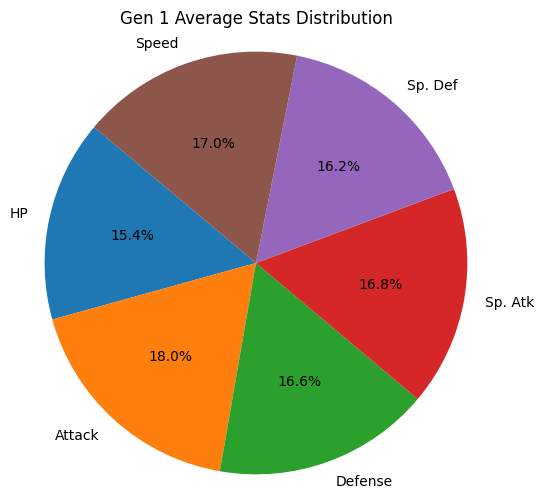 Gen 1 Average Stats Distribution
Speed
Sp. Def
17.0%
16.2%
HP
15.4%
16.8%
Sp. Atk
18.0%
16.6%
Attack
Defense